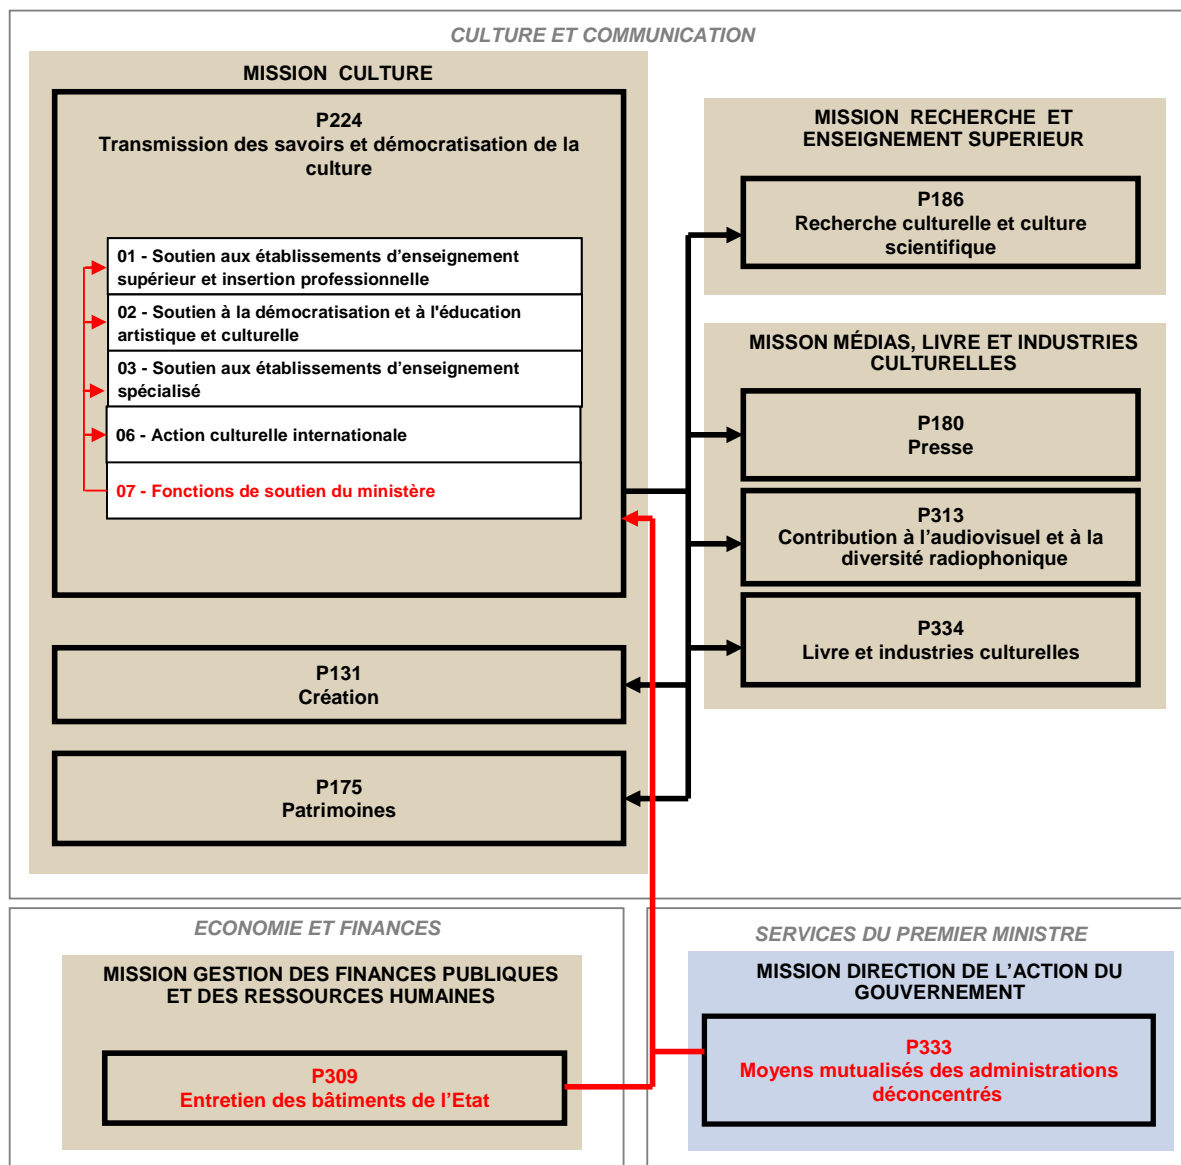 CULTURE ET COMMUNICATION
MISSION CULTURE
P224
Transmission des savoirs et démocratisation de la
culture
01 - Soutien aux établissements d’enseignement
supérieur et insertion professionnelle
02 - Soutien à la démocratisation et à l'éducation
artistique et culturelle
03 - Soutien aux établissements d’enseignement
spécialisé
06 - Action culturelle internationale
07 - Fonctions de soutien du ministère
P131
Création
P175
Patrimoines
MISSION RECHERCHE ET
ENSEIGNEMENT SUPERIEUR
P186
Recherche culturelle et culture
scientifique
MISSON MÉDIAS, LIVRE ET INDUSTRIES
CULTURELLES
P180
Presse
P313
Contribution à l’audiovisuel et à la
diversité radiophonique
P334
Livre et industries culturelles
ECONOMIE ET FINANCES
MISSION GESTION DES FINANCES PUBLIQUES
ET DES RESSOURCES HUMAINES
P309
Entretien des bâtiments de l’Etat
SERVICES DU PREMIER MINISTRE
MISSION DIRECTION DE L’ACTION DU
GOUVERNEMENT
P333
Moyens mutualisés des administrations
déconcentrés